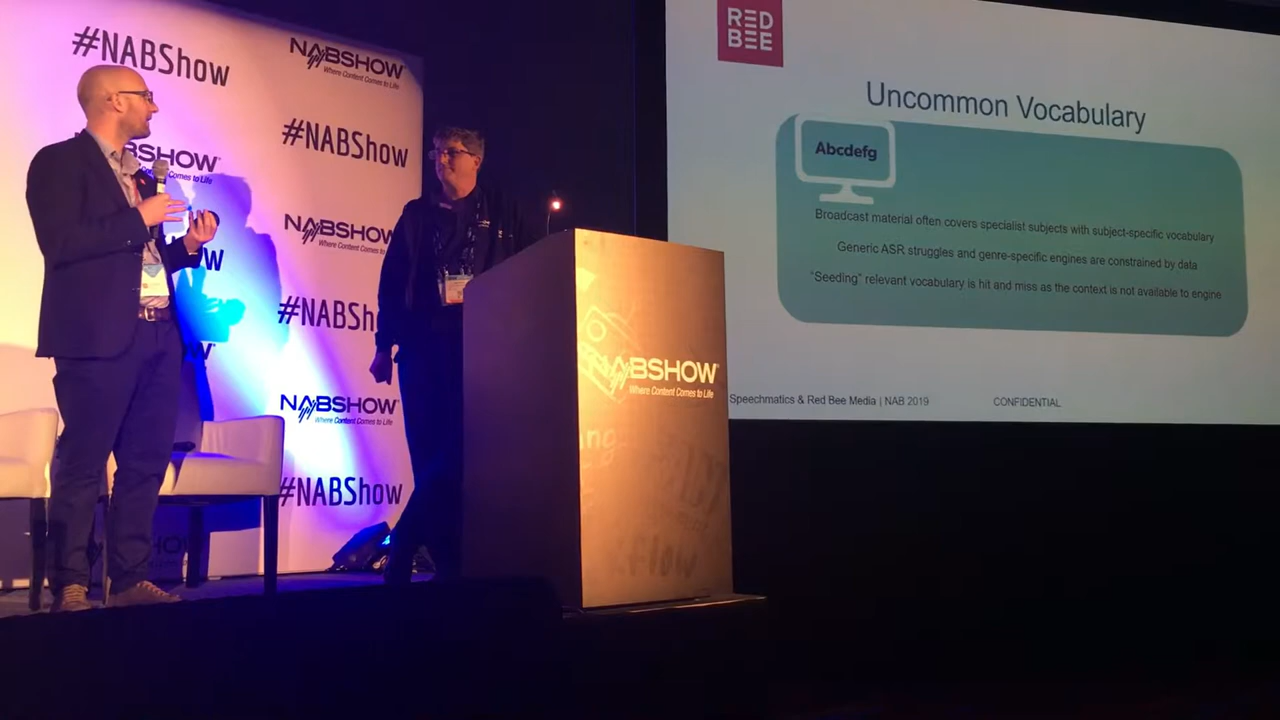 #NABShow
NABSHOW
Where Content Comes to Life
#NABShow
NABSHOW
Comes to Life
NABSHOW
Where Content Comes
#NABSh
NABSHOW
Where Content Comes to Life
#NABShow
NABSHOW
Where Content Comes to Life
RED
BEE
Uncommon Vocabulary
Abcdefg
Broadcast material often covers specialist subjects with subject-specific vocabulary
Generic ASR struggles and genre-specific engines are constrained by data
"Seeding" relevant vocabulary is hit and miss as the context is not available to engine
Speechmatics & Red Bee Media | NAB 2019
CONFIDENTIAL